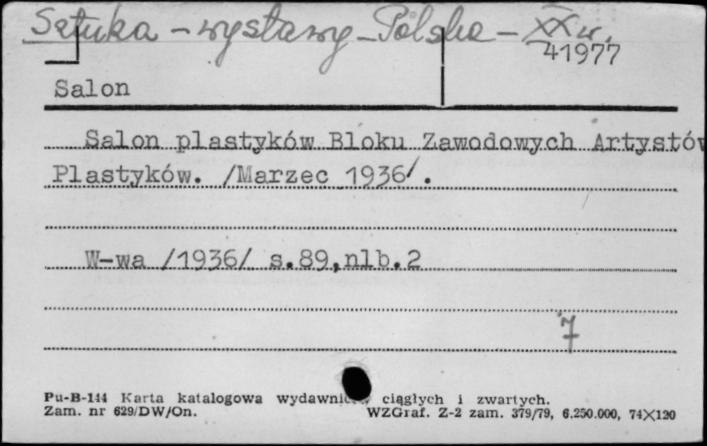 Sztuka - wystawy - Polska - XX w.
41977
Salon
Salon plastyków Bloku Zawodowych Artystów
Plastyków. /Marzec 1936/.
W-wa /1936/ s.89,nlb.2
7
Pu-B-144 Karta katalogowa wydawnic ciągłych i zwartych.
Zam. nr 629/DW/On. WZGraf. Z-2 zam. 379/79, 6.250.000, 74X120